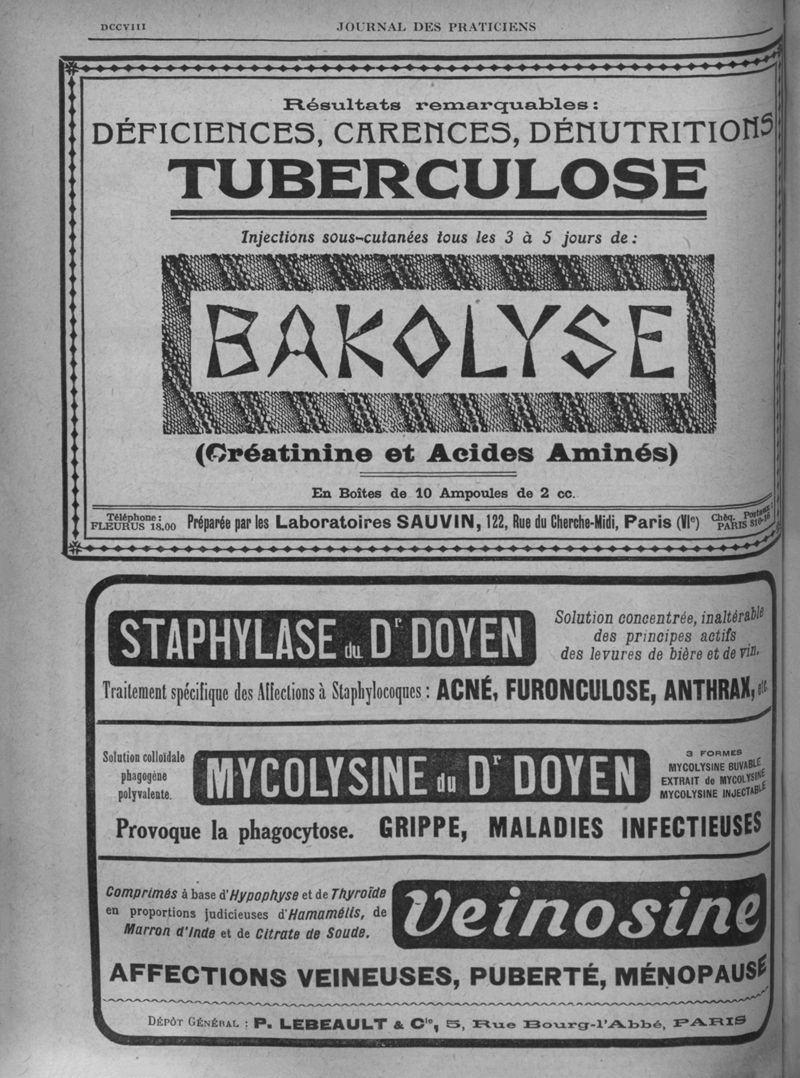 DCCVIII JOURNAL DES PRATICIENS
Résultats remarquables :
DÉFICIENCES, CARENCES, DÉNUTRITIONS
TUBERCULOSE
Injections sous-cutanées tous les 3 à 5 jours de :
BAKOLYSE
(Créatinine et Acides Aminés)
En Boîtes de 10 Ampoules de 2 cc.
Téléphone :
FLEURUS 18.00
Préparée par les Laboratoires SAUVIN, 122, Rue du Cherche-Midi, Paris (VIe)
Chèq. Postaux :
PARIS 810-16
STAPHYLASE du Dr DOYEN
Solution concentrée, inaltérable
des principes actifs
des levures de bière et de vin.
Traitement spécifique des Affections à Staphylocoques : ACNÉ, FURONCULOSE, ANTHRAX, etc.
Solution colloïdale
phagogène
polyvalente.
MYCOLYSINE du Dr DOYEN
3 FORMES
MYCOLYSINE BUVABLE
EXTRAIT de MYCOLYSINE
MYCOLYSINE INJECTABLE
Provoque la phagocytose. GRIPPE, MALADIES INFECTIEUSES
Comprimés à base d'Hypophyse et de Thyroïde
en proportions judicieuses d'Hamamélis, de
Marron d'Inde et de Citrate de Soude.
Veinosine
AFFECTIONS VEINEUSES, PUBERTÉ, MÉNOPAUSE
DÉPÔT GÉNÉRAL : P. LEBEAULT & Cie, 5, Rue Bourg-l'Abbé, PARIS